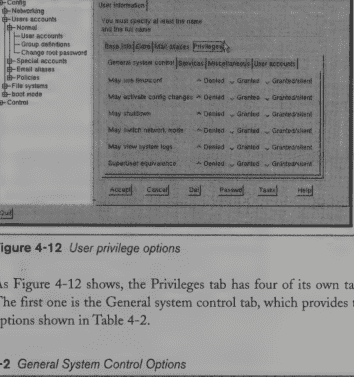 Config
Networking
Users accounts
Normal
User accounts
Group definitions
Change root password
Special accounts
Email aliases
Policies
File systems
boot mode
Control
User information
You must specify at least the name
and the full name
Base info Params Mail aliases Privileges
General system control Services Miscellaneous User accounts
May use linuxconf Denied Granted Granted/silent
May activate config changes Denied Granted Granted/silent
May shutdown Denied Granted Granted/silent
May switch network mode Denied Granted Granted/silent
May view system logs Denied Granted Granted/silent
SuperUser equivalence Denied Granted Granted/silent
Accept Cancel Del Passwd Tasks Help
Quit
igure 4-12 User privilege options
As Figure 4-12 shows, the Privileges tab has four of its own ta
The first one is the General system control tab, which provides t
ptions shown in Table 4-2.
-2 General System Control Options